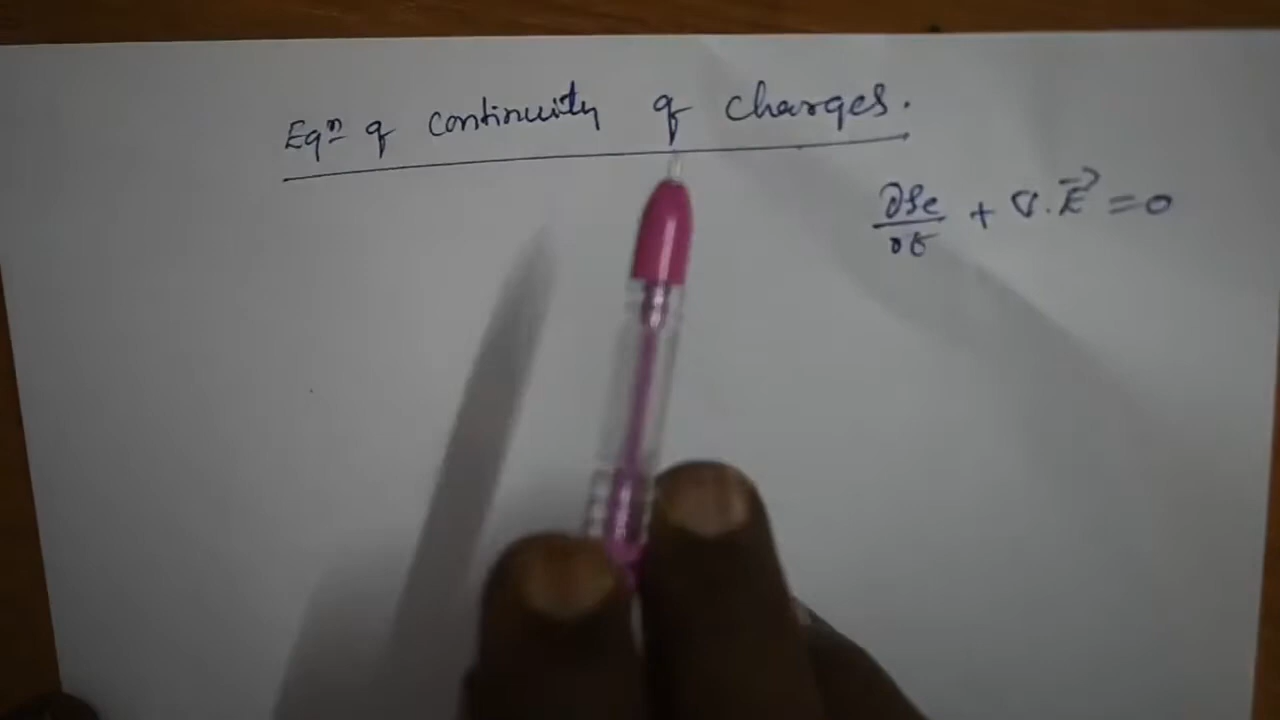 Eqⁿ of continuity of charges.
∂ρe/∂t + ∇.E⃗ = 0